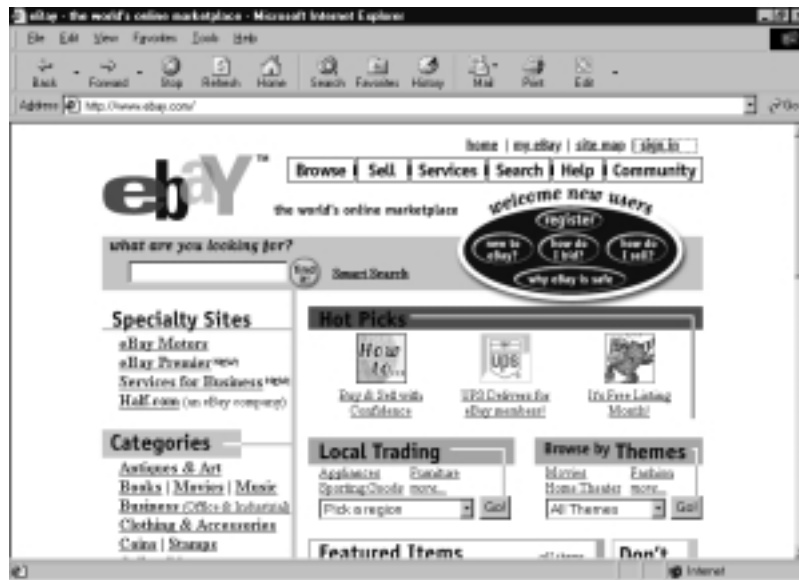 eBay - the world's online marketplace - Microsoft Internet Explorer
File Edit View Favorites Tools Help
Back Forward Stop Refresh Home Search Favorites History Mail Print Edit
Address http://www.ebay.com/ Go
home | my eBay | site map | sign in
ebaY™
Browse Sell Services Search Help Community
the world's online marketplace
welcome new users
register
new to eBay? how do I bid? how do I sell?
why eBay is safe
what are you looking for?
find it! Smart Search
Specialty Sites
eBay Motors
eBay Premier NEW!
Services for Business NEW!
Half.com (an eBay company)
Hot Picks
How to...
UPS
Buy & Sell with Confidence
UPS Delivers for eBay members!
It's Free Listing Month!
Categories
Antiques & Art
Books | Movies | Music
Business (Office & Industrial)
Clothing & Accessories
Coins | Stamps
Local Trading
Appliances Furniture
Sporting Goods more...
Pick a region Go!
Browse by Themes
Movies Fashion
Home Theater more...
All Themes Go!
Featured Items
Don't
Internet